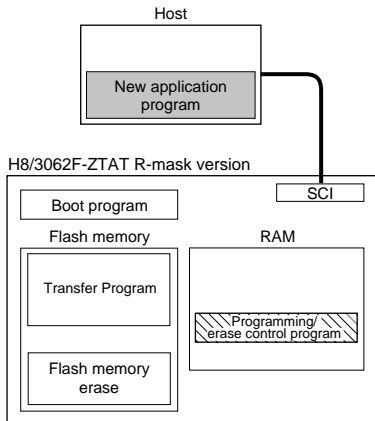 Host
New application
program
H8/3062F-ZTAT R-mask version
SCI
Boot program
Flash memory
RAM
Transfer Program
Programming/
erase control program
Flash memory
erase